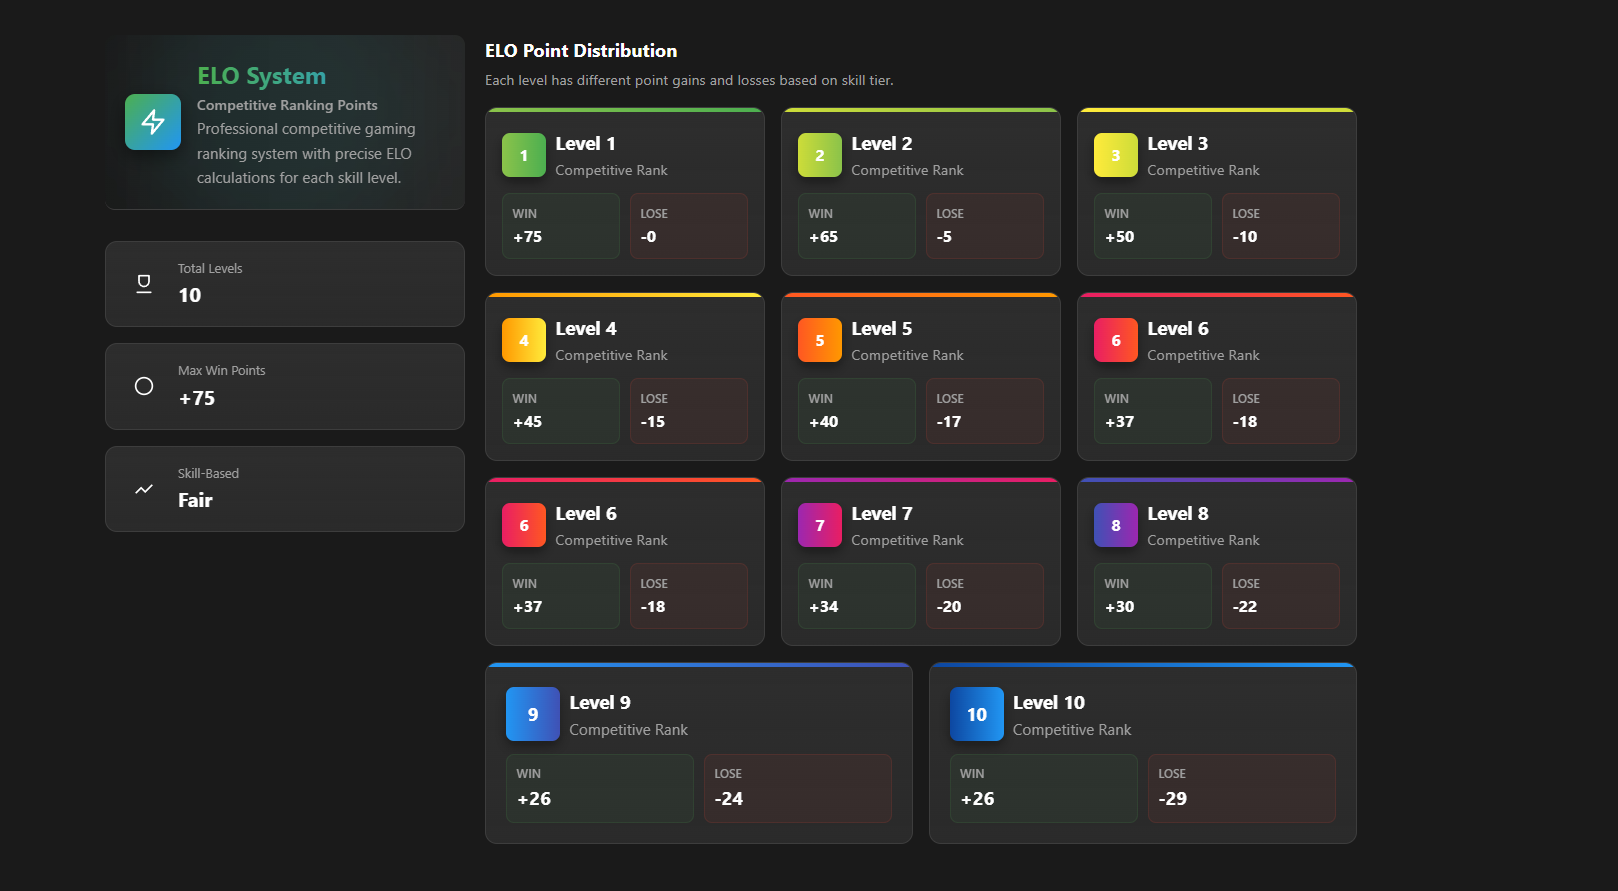 ELO System
Competitive Ranking Points
Professional competitive gaming
ranking system with precise ELO
calculations for each skill level.
Total Levels
10
Max Win Points
+75
Skill-Based
Fair
ELO Point Distribution
Each level has different point gains and losses based on skill tier.
1
Level 1
Competitive Rank
WIN
+75
LOSE
-0
2
Level 2
Competitive Rank
WIN
+65
LOSE
-5
3
Level 3
Competitive Rank
WIN
+50
LOSE
-10
4
Level 4
Competitive Rank
WIN
+45
LOSE
-15
5
Level 5
Competitive Rank
WIN
+40
LOSE
-17
6
Level 6
Competitive Rank
WIN
+37
LOSE
-18
6
Level 6
Competitive Rank
WIN
+37
LOSE
-18
7
Level 7
Competitive Rank
WIN
+34
LOSE
-20
8
Level 8
Competitive Rank
WIN
+30
LOSE
-22
9
Level 9
Competitive Rank
WIN
+26
LOSE
-24
10
Level 10
Competitive Rank
WIN
+26
LOSE
-29